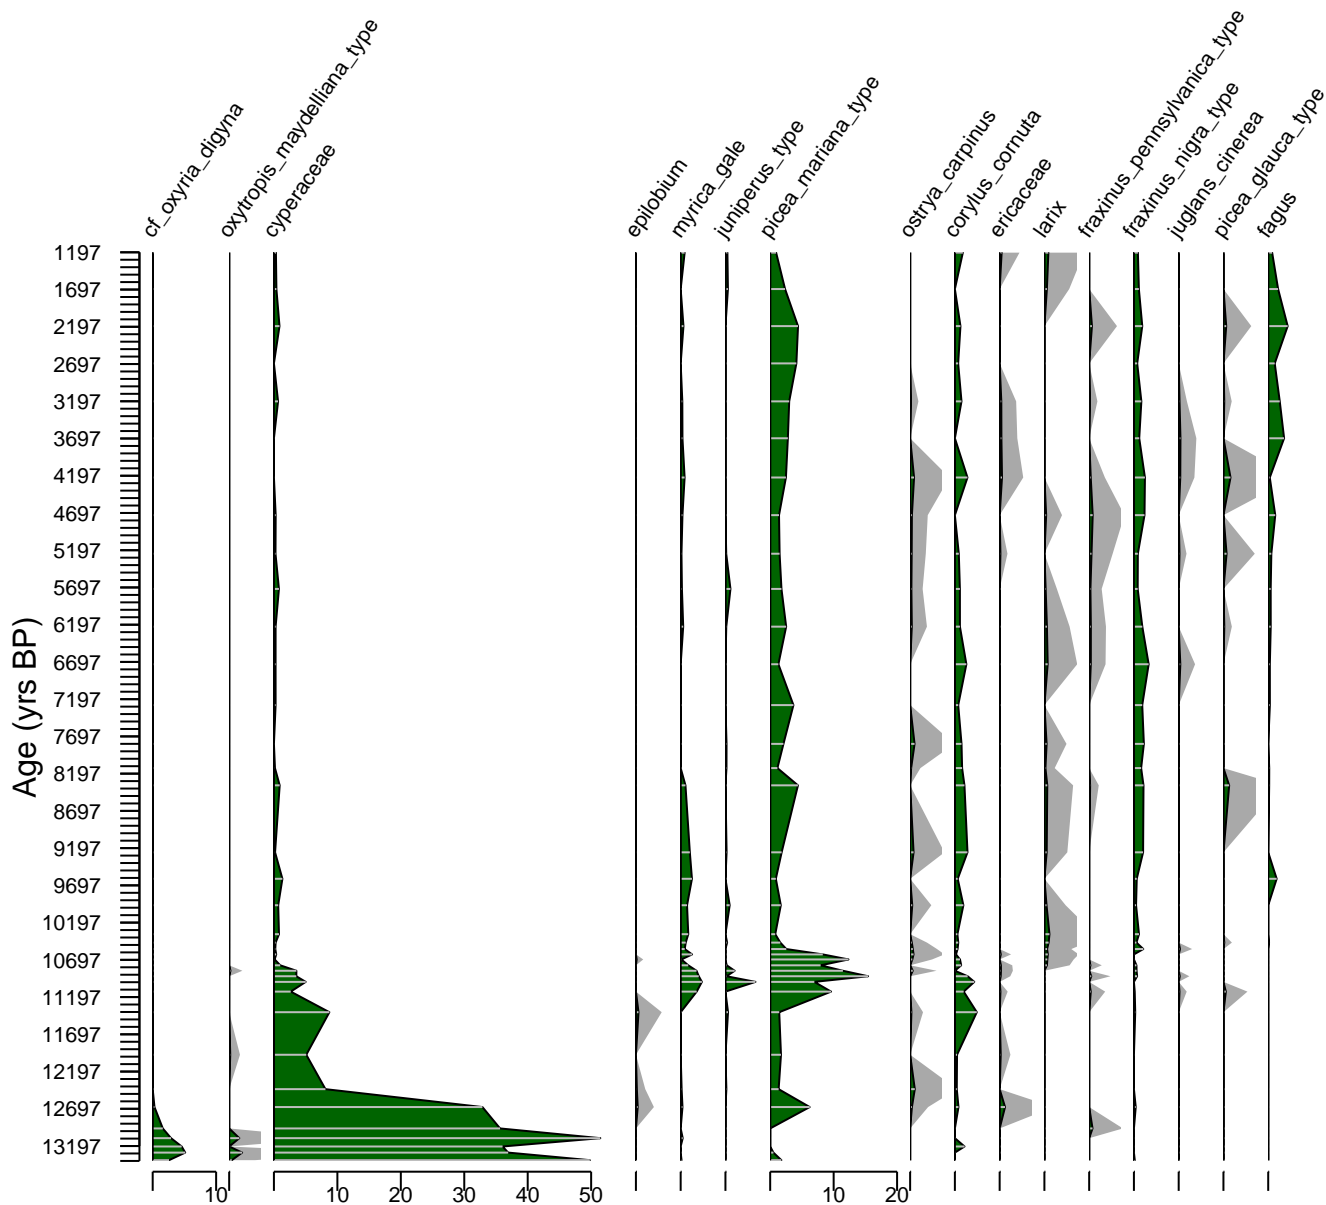 cf_oxyria_digyna
oxytropis_maydelliana_type
cyperaceae
epilobium
myrica_gale
juniperus_type
picea_mariana_type
ostrya_carpinus
corylus_cornuta
ericaceae
larix
fraxinus_pennsylvanica_type
fraxinus_nigra_type
juglans_cinerea
picea_glauca_type
fagus
Age (yrs BP)
1197
1697
2197
2697
3197
3697
4197
4697
5197
5697
6197
6697
7197
7697
8197
8697
9197
9697
10197
10697
11197
11697
12197
12697
13197
10 10 20 30 40 50 10 20